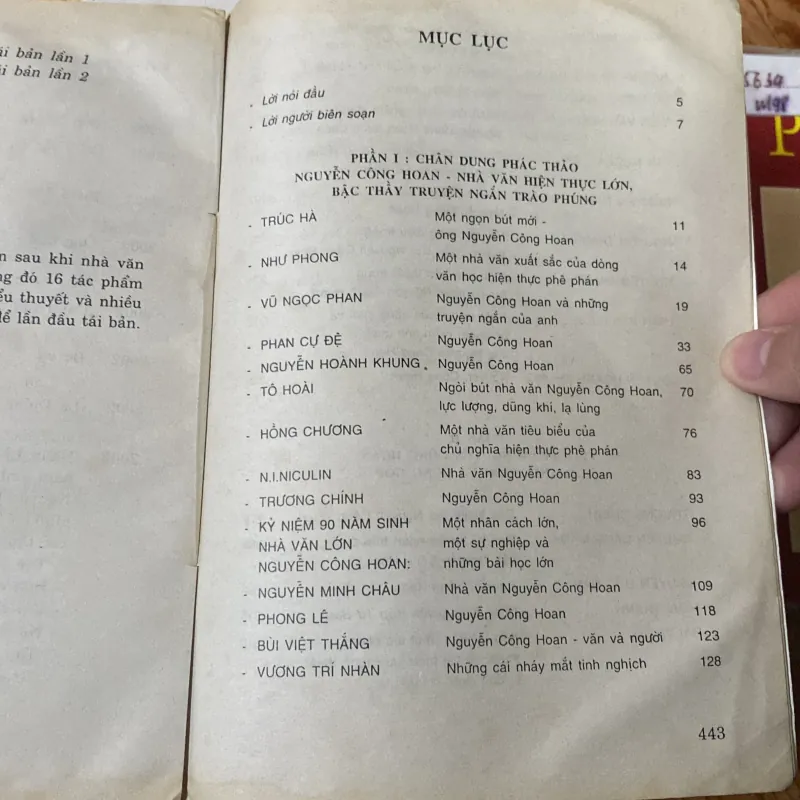 ái bản lần 1
ái bản lần 2
n sau khi nhà văn
ng đó 16 tác phẩm
ểu thuyết và nhiều
để lần đầu tái bản.
MỤC LỤC
. Lời nói đầu 5
. Lời người biên soạn 7
PHẦN I : CHÂN DUNG PHÁC THẢO
NGUYỄN CÔNG HOAN - NHÀ VĂN HIỆN THỰC LỚN,
BẬC THẦY TRUYỆN NGẮN TRÀO PHÚNG
- TRÚC HÀ Một ngọn bút mới - 11
ông Nguyễn Công Hoan
- NHƯ PHONG Một nhà văn xuất sắc của dòng 14
văn học hiện thực phê phán
- VŨ NGỌC PHAN Nguyễn Công Hoan và những 19
truyện ngắn của anh
- PHAN CỰ ĐỆ Nguyễn Công Hoan 33
- NGUYỄN HOÀNH KHUNG Nguyễn Công Hoan 65
- TÔ HOÀI Ngòi bút nhà văn Nguyễn Công Hoan, 70
lực lượng, dũng khí, lạ lùng
- HỒNG CHƯƠNG Một nhà văn tiêu biểu của 76
chủ nghĩa hiện thực phê phán
- N.I.NICULIN Nhà văn Nguyễn Công Hoan 83
- TRƯƠNG CHÍNH Nguyễn Công Hoan 93
- KỶ NIỆM 90 NĂM SINH Một nhân cách lớn, 96
NHÀ VĂN LỚN một sự nghiệp và
NGUYỄN CÔNG HOAN: những bài học lớn
- NGUYỄN MINH CHÂU Nhà văn Nguyễn Công Hoan 109
- PHONG LÊ Nguyễn Công Hoan 118
- BÙI VIỆT THẮNG Nguyễn Công Hoan - văn và người 123
- VƯƠNG TRÍ NHÀN Những cái nháy mắt tinh nghịch 128
443
P